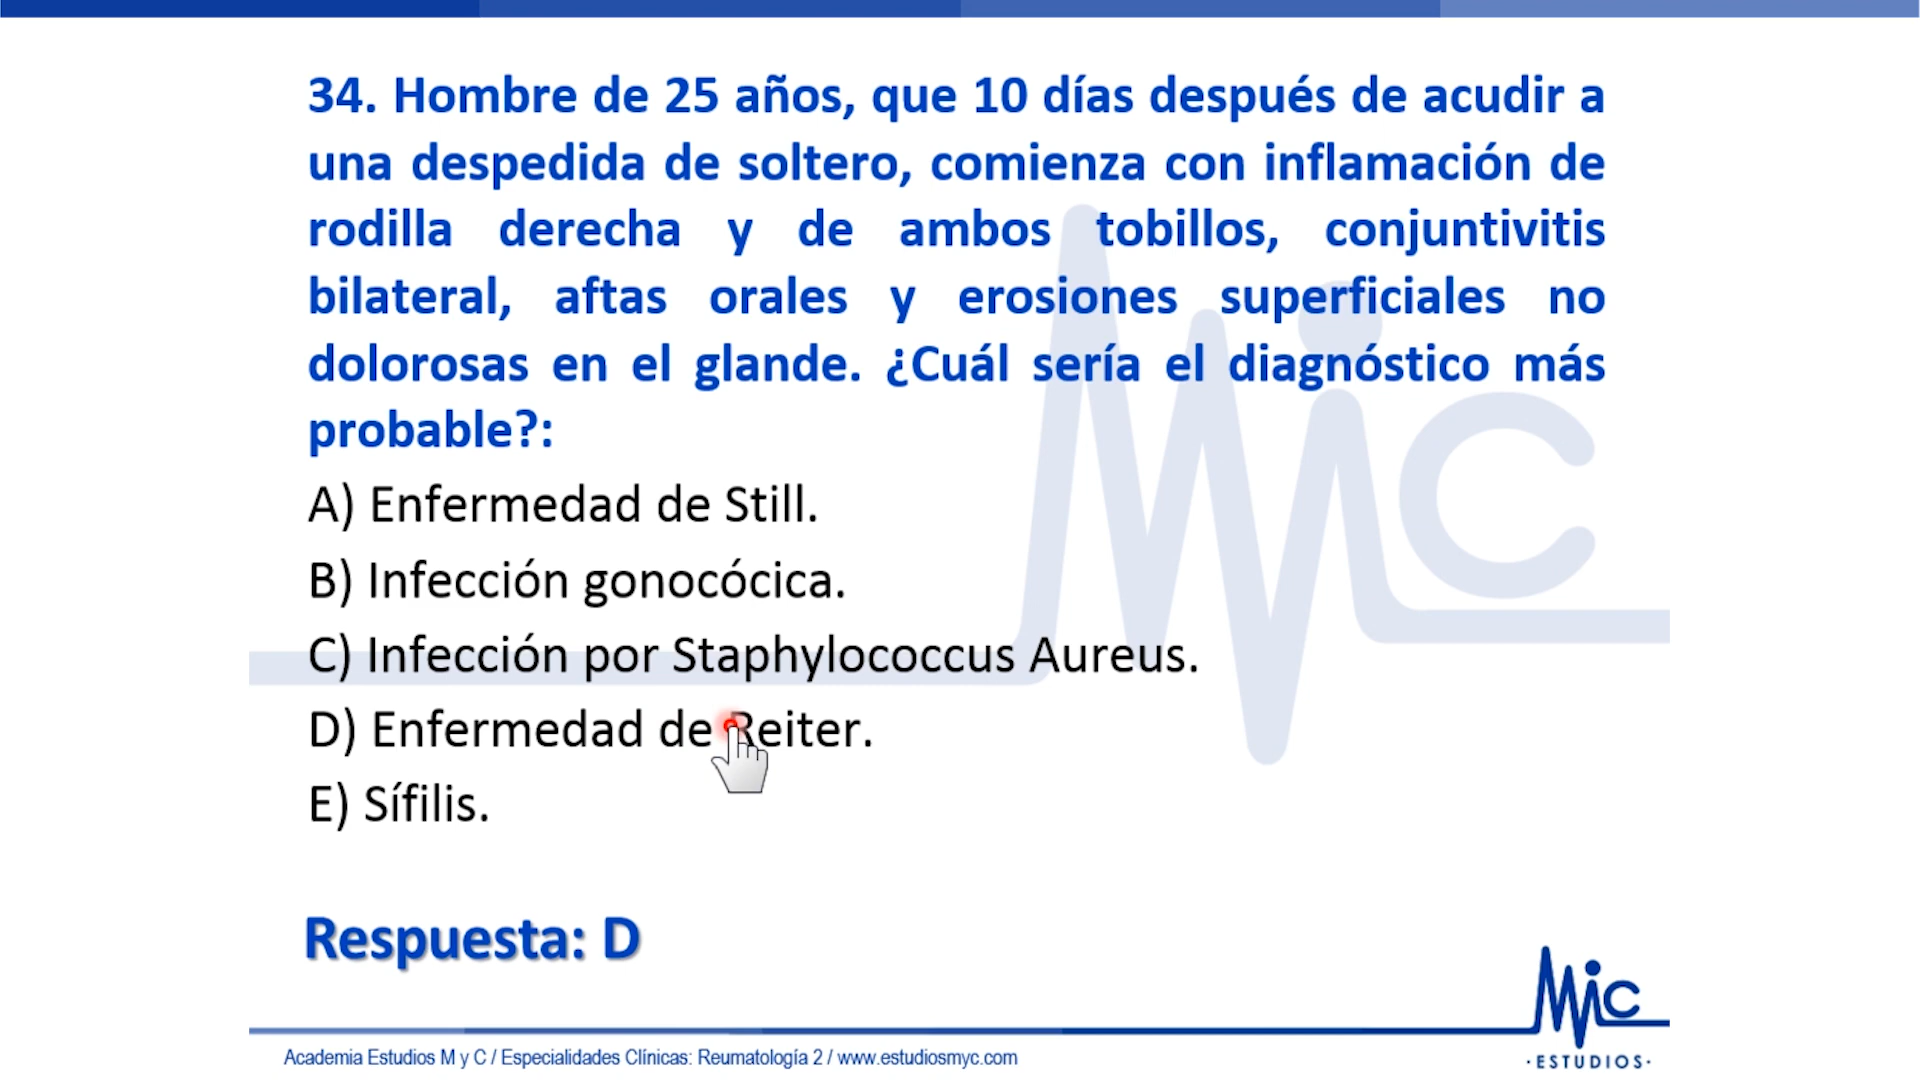 34. Hombre de 25 años, que 10 días después de acudir a
una despedida de soltero, comienza con inflamación de
rodilla derecha y de ambos tobillos, conjuntivitis
bilateral, aftas orales y erosiones superficiales no
dolorosas en el glande. ¿Cuál sería el diagnóstico más
probable?:
A) Enfermedad de Still.
B) Infección gonocócica.
C) Infección por Staphylococcus Aureus.
D) Enfermedad de Reiter.
E) Sífilis.
Respuesta: D
MiC
MiC
·ESTUDIOS·
Academia Estudios M y C / Especialidades Clínicas: Reumatología 2 / www.estudiosmyc.com